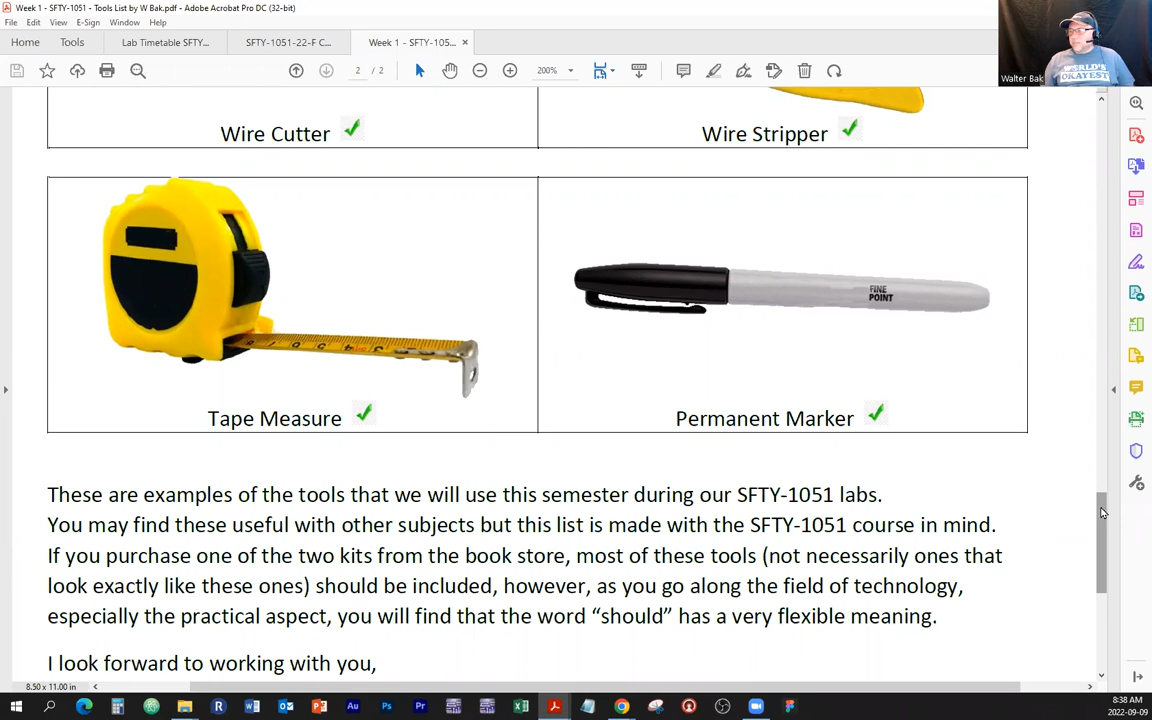 Week 1 - SFTY-1051 - Tools List by W Bak.pdf - Adobe Acrobat Pro DC (32-bit)
File Edit View E-Sign Window Help
Home Tools Lab Timetable SFTY... SFTY-1051-22-F C... Week 1 - SFTY-105... ×
2 / 2 200%
WORLD'S
OKAYEST
Walter Bak
Wire Cutter
Wire Stripper
FINE
POINT
Tape Measure
Permanent Marker
These are examples of the tools that we will use this semester during our SFTY-1051 labs.
You may find these useful with other subjects but this list is made with the SFTY-1051 course in mind.
If you purchase one of the two kits from the book store, most of these tools (not necessarily ones that
look exactly like these ones) should be included, however, as you go along the field of technology,
especially the practical aspect, you will find that the word “should” has a very flexible meaning.
I look forward to working with you,
8.50 x 11.00 in
8:38 AM
2022-09-09